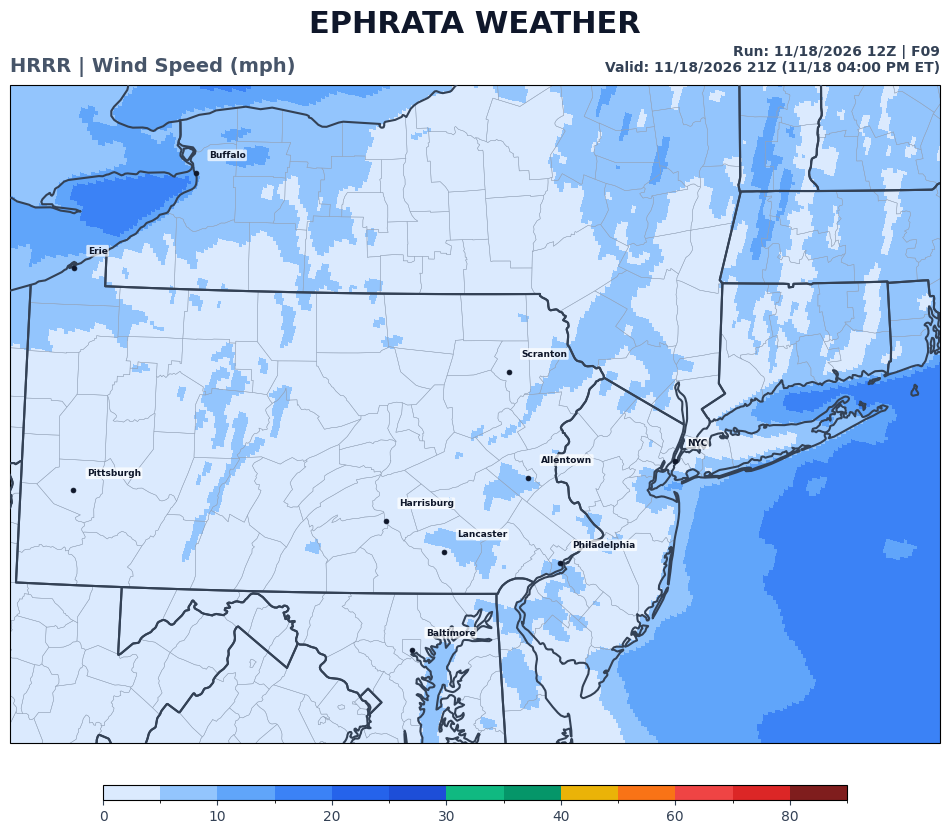 EPHRATA WEATHER
HRRR | Wind Speed (mph)
Run: 11/18/2026 12Z | F09
Valid: 11/18/2026 21Z (11/18 04:00 PM ET)
Buffalo
Erie
Scranton
NYC
Allentown
Pittsburgh
Harrisburg
Lancaster
Philadelphia
Baltimore
0 10 20 30 40 50 60 70 80